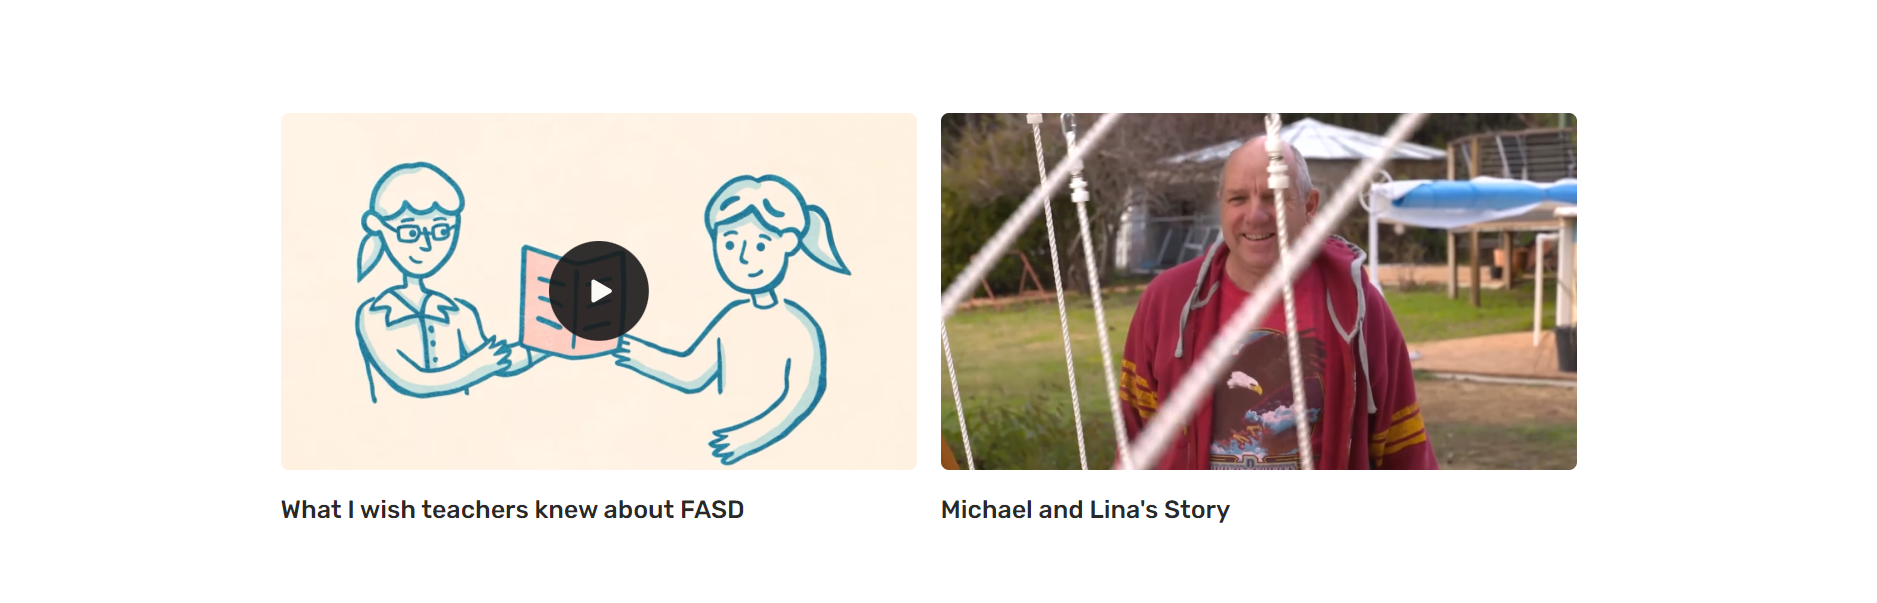 What I wish teachers knew about FASD
Michael and Lina's Story